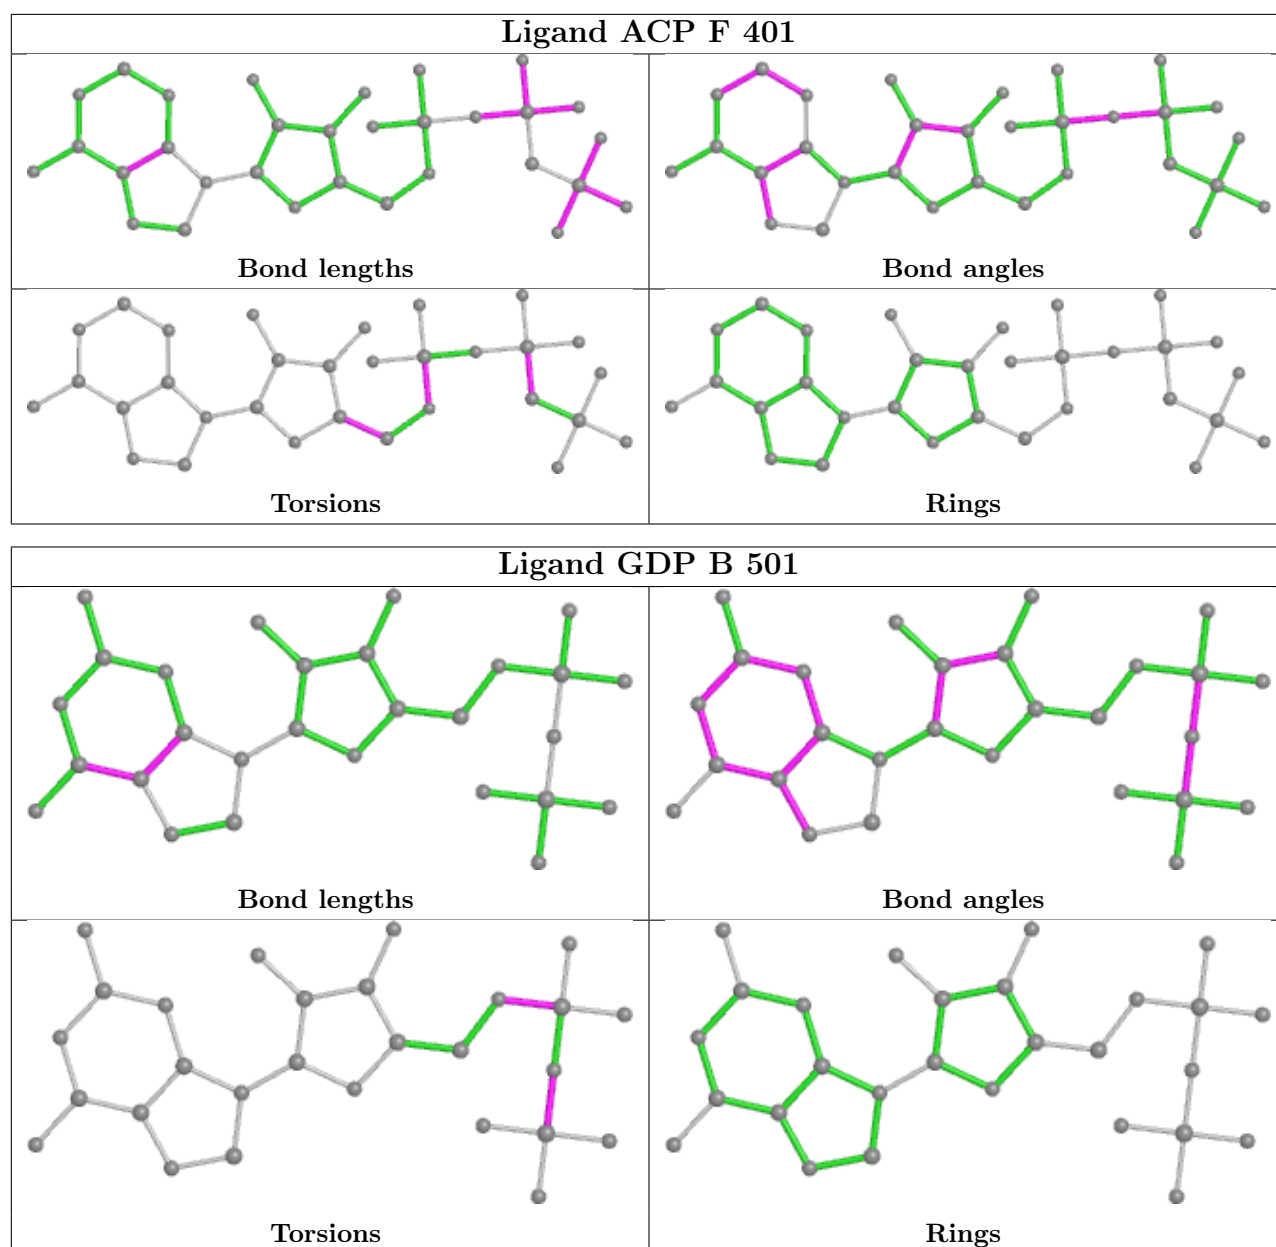 Ligand ACP F 401
Bond lengths
Bond angles
Torsions
Rings
Ligand GDP B 501
Bond lengths
Bond angles
Torsions
Rings